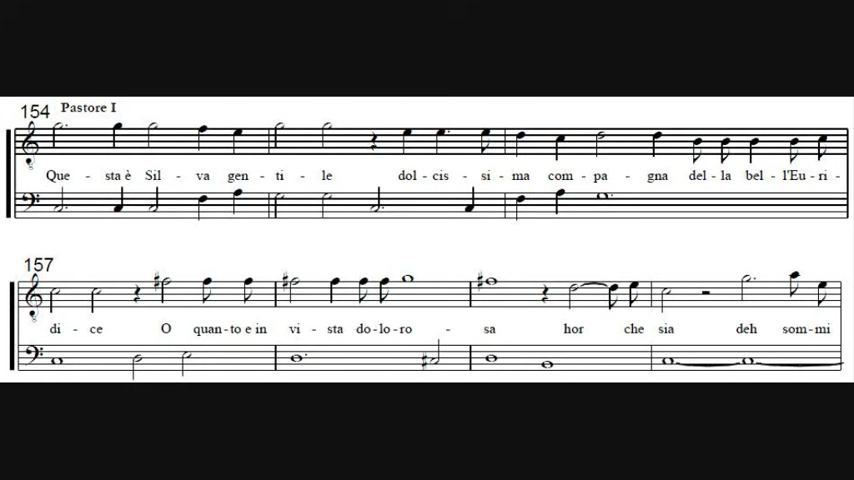 154 Pastore I
Que - sta è Sil - va gen - ti - le dol - cis - si - ma com - pa - gna del - la bel - l'Eu - ri -
157
di - ce O quan - to e in vi - sta do - lo - ro - sa hor che sia deh som - mi